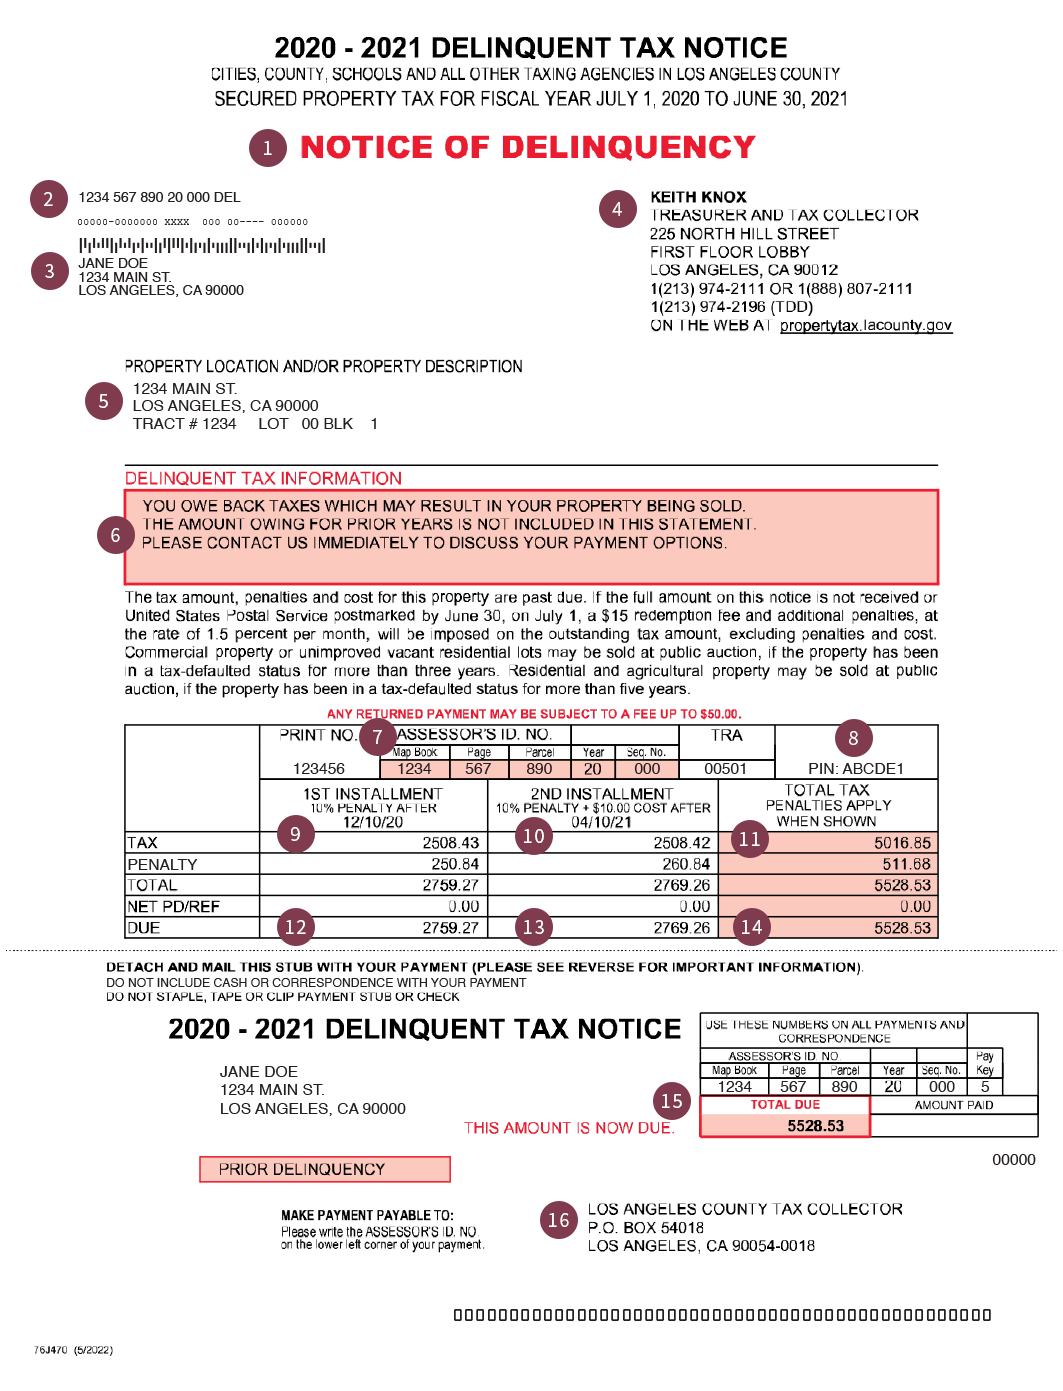 2020 - 2021 DELINQUENT TAX NOTICE
CITIES, COUNTY, SCHOOLS AND ALL OTHER TAXING AGENCIES IN LOS ANGELES COUNTY
SECURED PROPERTY TAX FOR FISCAL YEAR JULY 1, 2020 TO JUNE 30, 2021
1 NOTICE OF DELINQUENCY
2 1234 567 890 20 000 DEL
00000-0000000 XXXX 000 00---- 000000
3 JANE DOE
1234 MAIN ST.
LOS ANGELES, CA 90000
4 KEITH KNOX
TREASURER AND TAX COLLECTOR
225 NORTH HILL STREET
FIRST FLOOR LOBBY
LOS ANGELES, CA 90012
1(213) 974-2111 OR 1(888) 807-2111
1(213) 974-2196 (TDD)
ON THE WEB AT propertytax.lacounty.gov
PROPERTY LOCATION AND/OR PROPERTY DESCRIPTION
5 1234 MAIN ST.
LOS ANGELES, CA 90000
TRACT # 1234 LOT 00 BLK 1
DELINQUENT TAX INFORMATION
YOU OWE BACK TAXES WHICH MAY RESULT IN YOUR PROPERTY BEING SOLD.
6 THE AMOUNT OWING FOR PRIOR YEARS IS NOT INCLUDED IN THIS STATEMENT.
PLEASE CONTACT US IMMEDIATELY TO DISCUSS YOUR PAYMENT OPTIONS.
The tax amount, penalties and cost for this property are past due. If the full amount on this notice is not received or
United States Postal Service postmarked by June 30, on July 1, a $15 redemption fee and additional penalties, at
the rate of 1.5 percent per month, will be imposed on the outstanding tax amount, excluding penalties and cost.
Commercial property or unimproved vacant residential lots may be sold at public auction, if the property has been
in a tax-defaulted status for more than three years. Residential and agricultural property may be sold at public
auction, if the property has been in a tax-defaulted status for more than five years.
ANY RETURNED PAYMENT MAY BE SUBJECT TO A FEE UP TO $50.00.
PRINT NO. 7 ASSESSOR'S ID. NO. TRA 8
Map Book Page Parcel Year Seq. No.
123456 1234 567 890 20 000 00501 PIN: ABCDE1
1ST INSTALLMENT 2ND INSTALLMENT TOTAL TAX
10% PENALTY AFTER 10% PENALTY + $10.00 COST AFTER PENALTIES APPLY
12/10/20 04/10/21 WHEN SHOWN
TAX 9 2508.43 10 2508.42 11 5016.85
PENALTY 250.84 260.84 511.68
TOTAL 2759.27 2769.26 5528.53
NET PD/REF 0.00 0.00 0.00
DUE 12 2759.27 13 2769.26 14 5528.53
DETACH AND MAIL THIS STUB WITH YOUR PAYMENT (PLEASE SEE REVERSE FOR IMPORTANT INFORMATION).
DO NOT INCLUDE CASH OR CORRESPONDENCE WITH YOUR PAYMENT
DO NOT STAPLE, TAPE OR CLIP PAYMENT STUB OR CHECK
2020 - 2021 DELINQUENT TAX NOTICE
USE THESE NUMBERS ON ALL PAYMENTS AND
CORRESPONDENCE
ASSESSOR'S ID. NO. Pay
Map Book Page Parcel Year Seq. No. Key
1234 567 890 20 000 5
JANE DOE
1234 MAIN ST.
LOS ANGELES, CA 90000
15 TOTAL DUE AMOUNT PAID
THIS AMOUNT IS NOW DUE. 5528.53
00000
PRIOR DELINQUENCY
MAKE PAYMENT PAYABLE TO:
Please write the ASSESSOR'S ID. NO.
on the lower left corner of your payment.
16 LOS ANGELES COUNTY TAX COLLECTOR
P.O. BOX 54018
LOS ANGELES, CA 90054-0018
76J470 (5/2022)